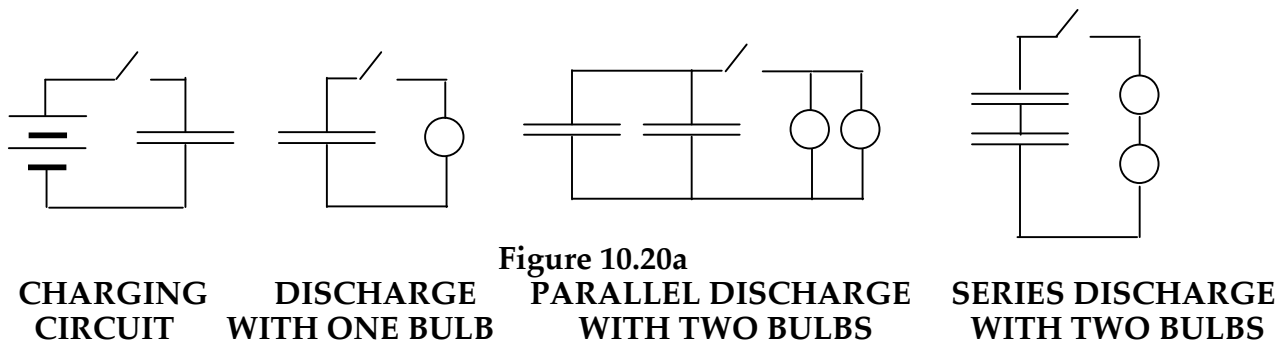 Figure 10.20a
CHARGING CIRCUIT
DISCHARGE WITH ONE BULB
PARALLEL DISCHARGE WITH TWO BULBS
SERIES DISCHARGE WITH TWO BULBS